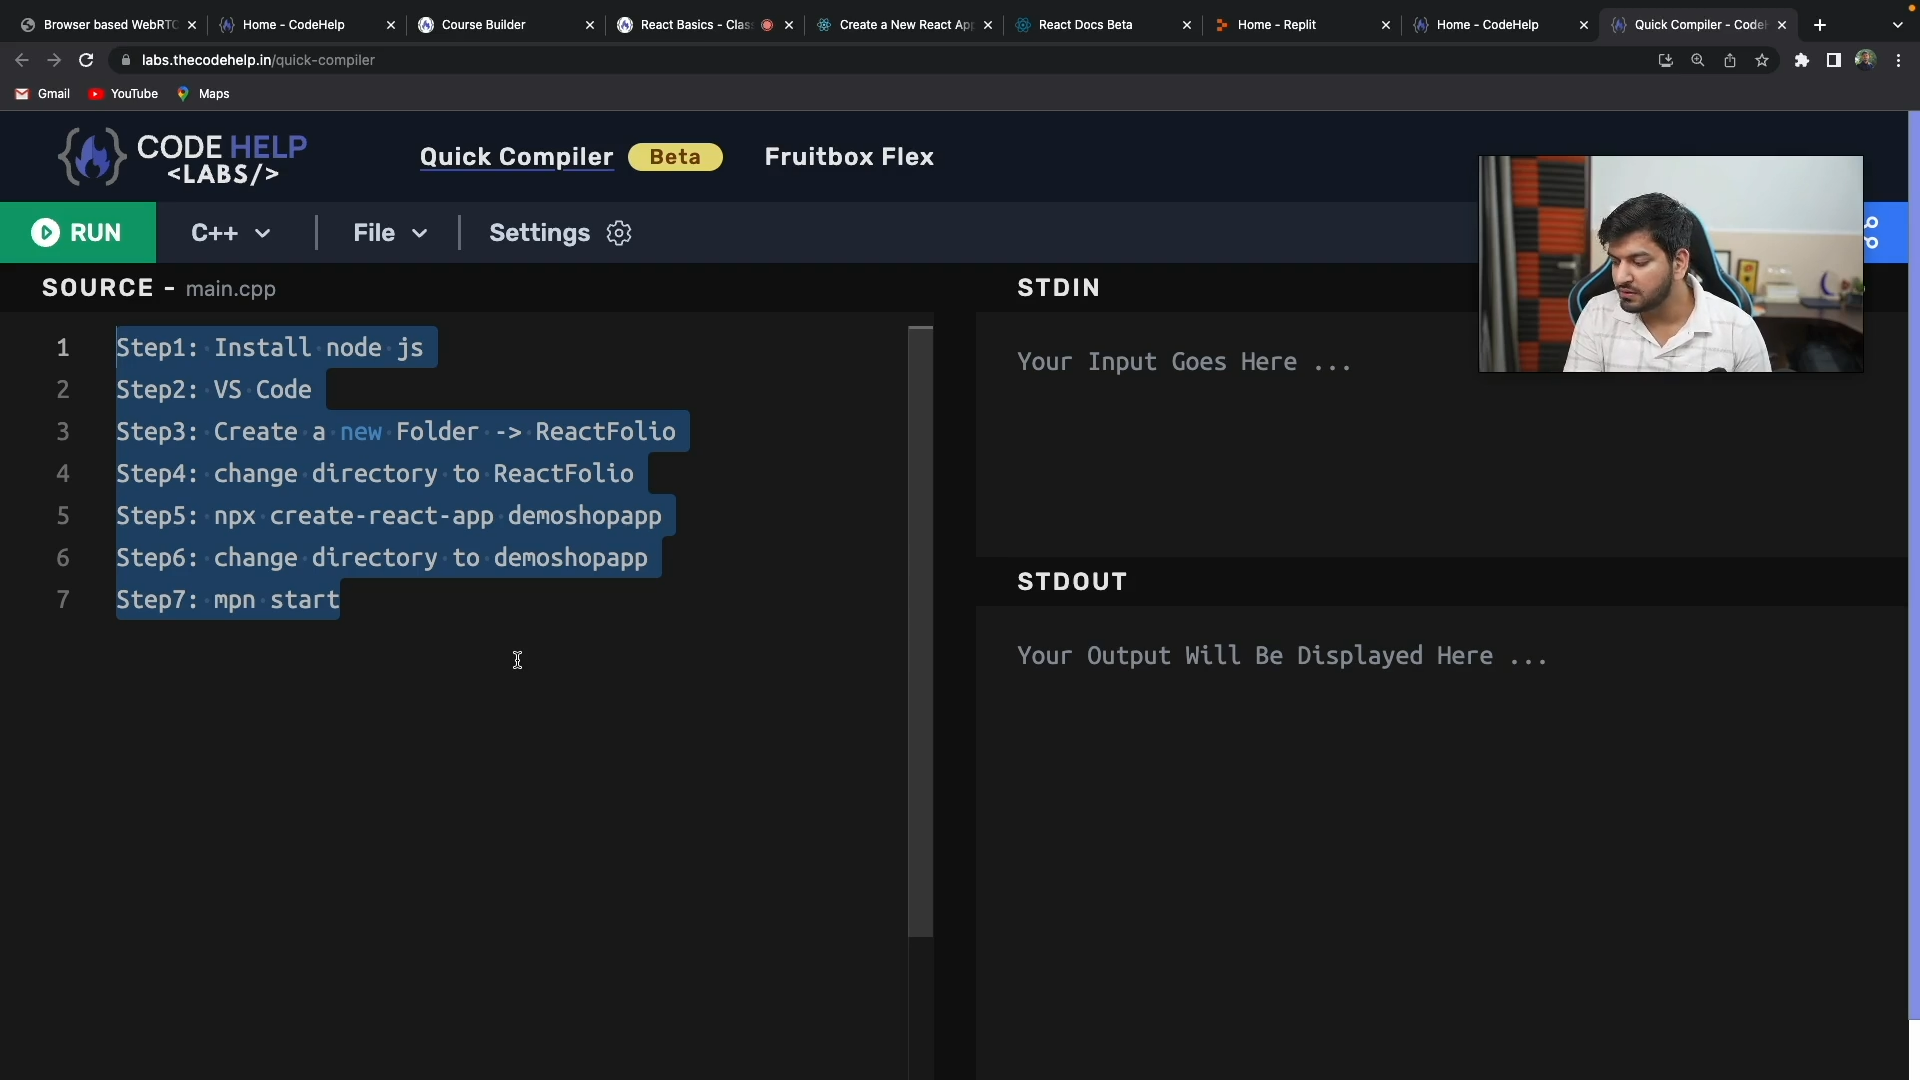 Browser based WebRTC
Home - CodeHelp
Course Builder
React Basics - Clas
Create a New React App
React Docs Beta
Home - Replit
Home - CodeHelp
Quick Compiler - CodeH
labs.thecodehelp.in/quick-compiler
Gmail
YouTube
Maps
CODE HELP
<LABS/>
Quick Compiler
Beta
Fruitbox Flex
RUN
C++
File
Settings
SOURCE - main.cpp
1 Step1: Install node js
2 Step2: VS Code
3 Step3: Create a new Folder -> ReactFolio
4 Step4: change directory to ReactFolio
5 Step5: npx create-react-app demoshopapp
6 Step6: change directory to demoshopapp
7 Step7: mpn start
STDIN
Your Input Goes Here ...
STDOUT
Your Output Will Be Displayed Here ...